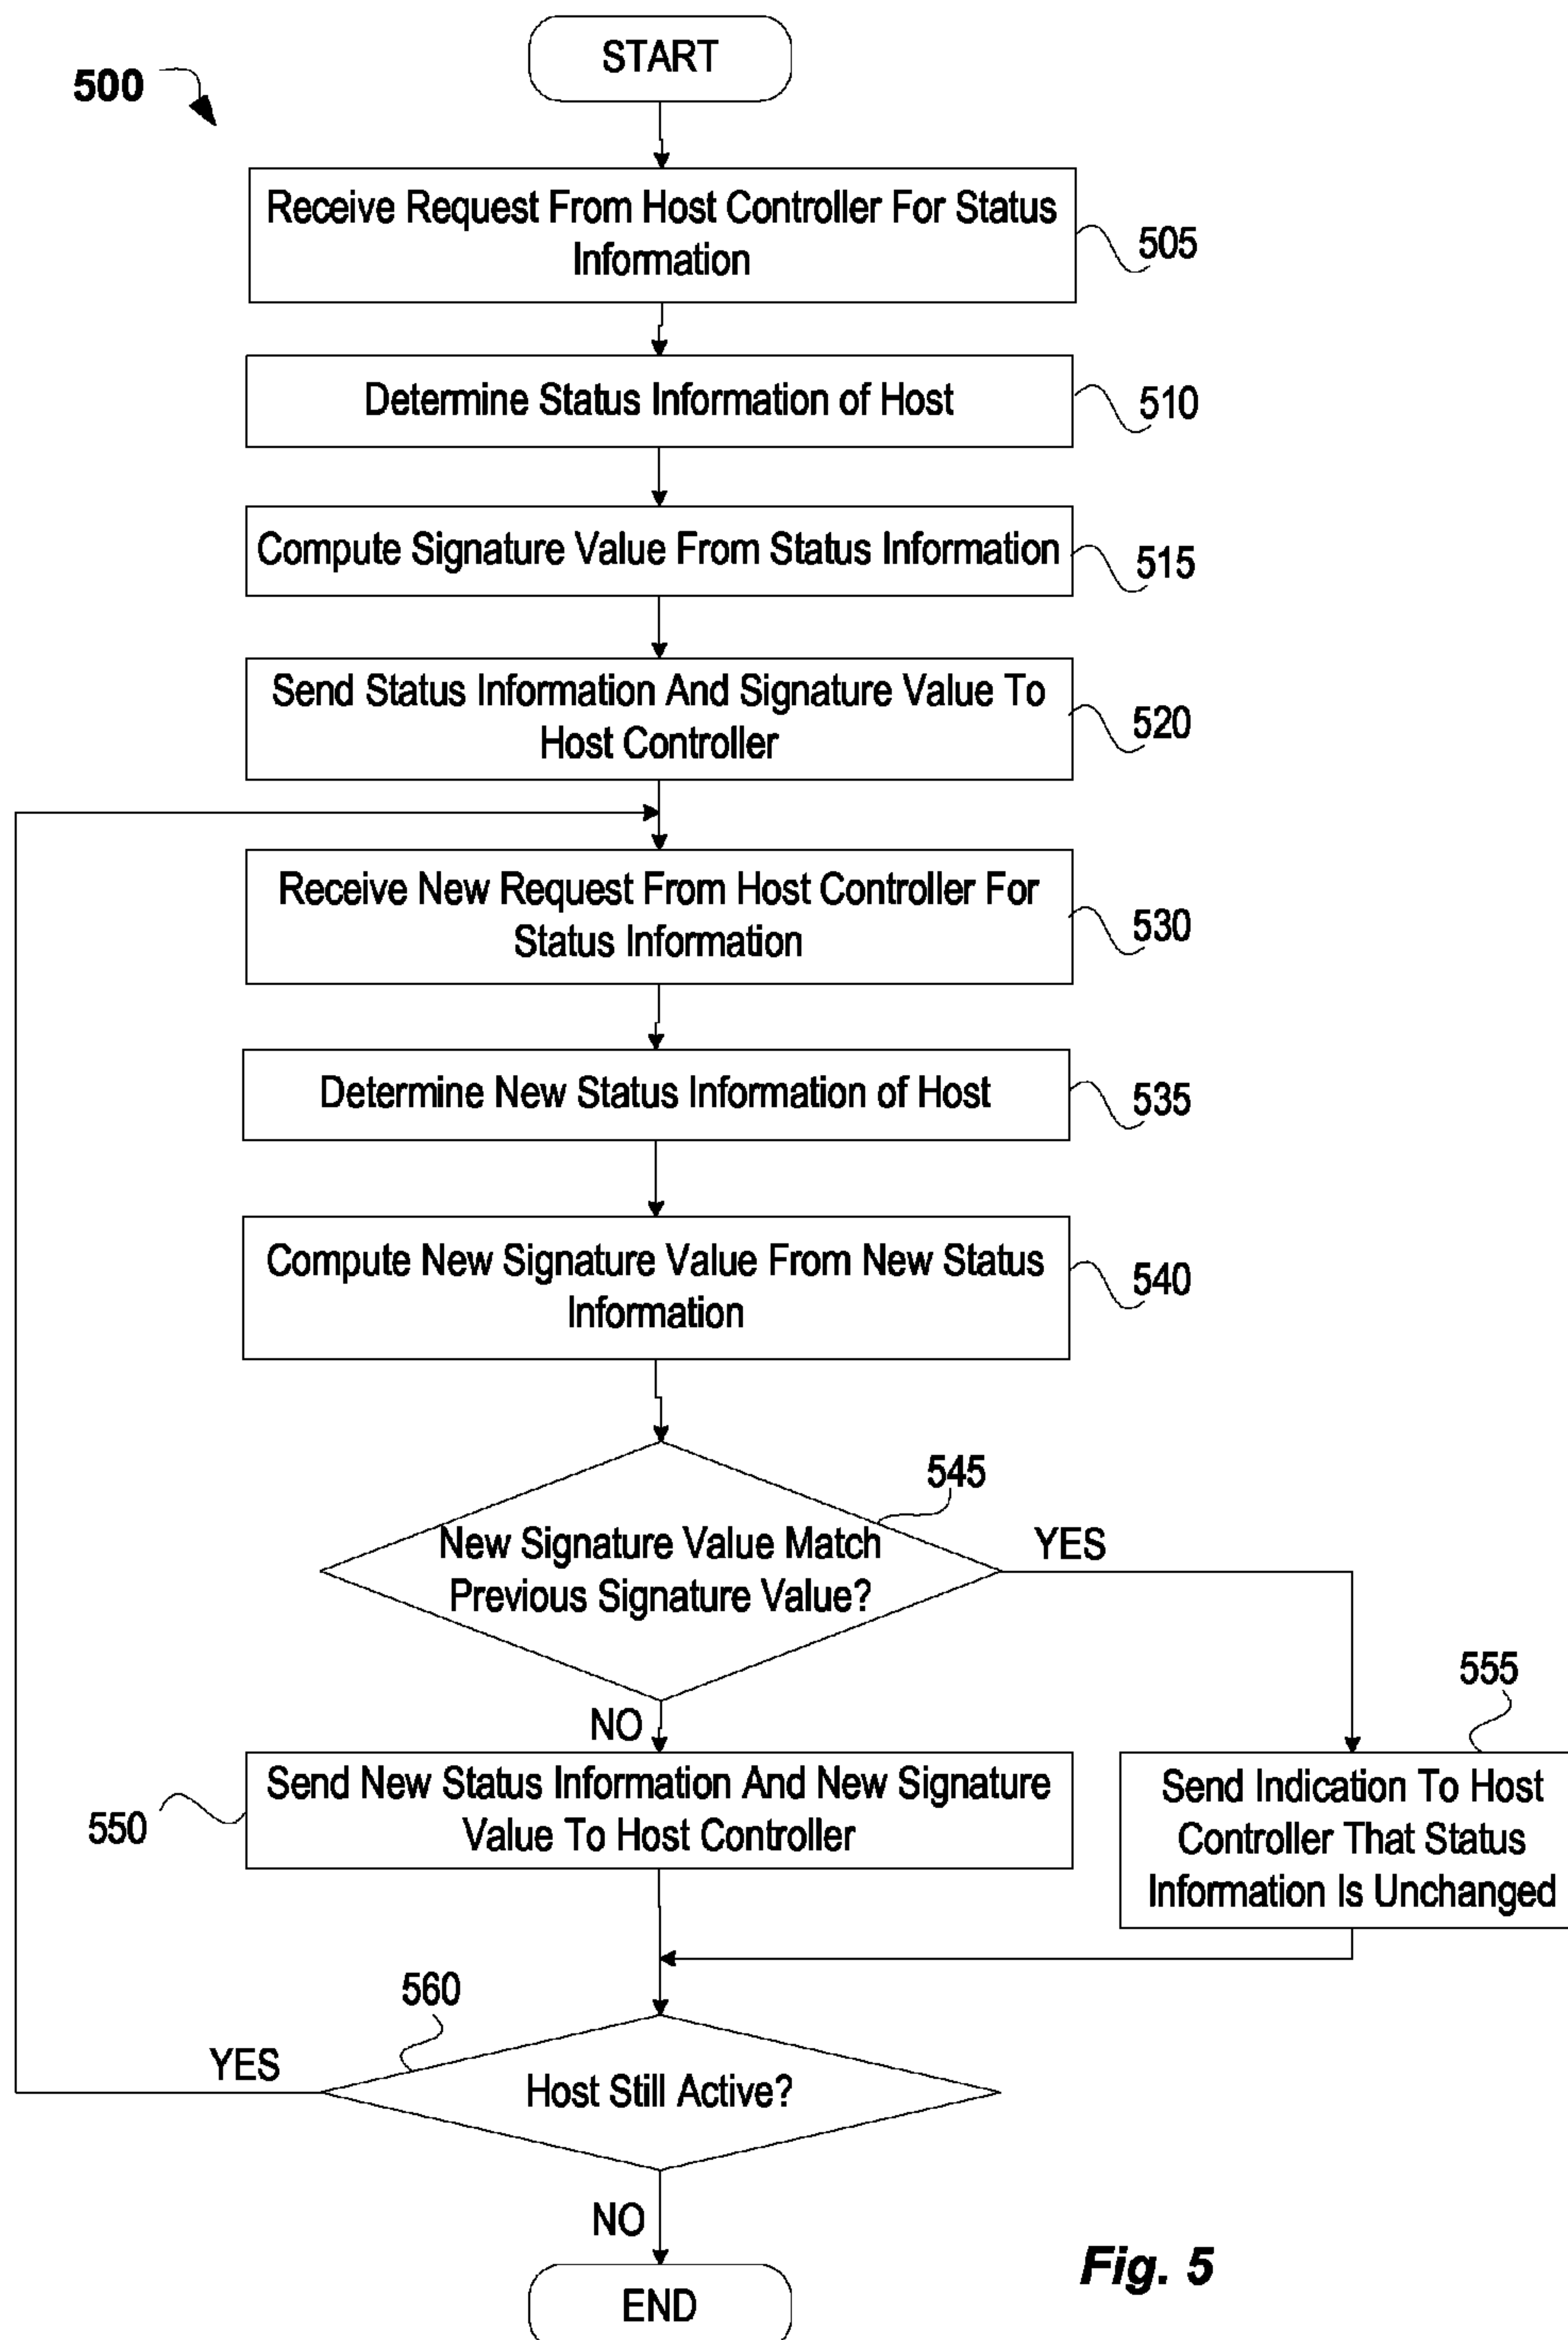 START
500
Receive Request From Host Controller For Status
Information
505
Determine Status Information of Host
510
Compute Signature Value From Status Information
515
Send Status Information And Signature Value To
Host Controller
520
Receive New Request From Host Controller For
Status Information
530
Determine New Status Information of Host
535
Compute New Signature Value From New Status
Information
540
545
New Signature Value Match
Previous Signature Value?
YES
NO
555
Send New Status Information And New Signature
Value To Host Controller
550
Send Indication To Host
Controller That Status
Information Is Unchanged
560
YES
Host Still Active?
NO
END
Fig. 5